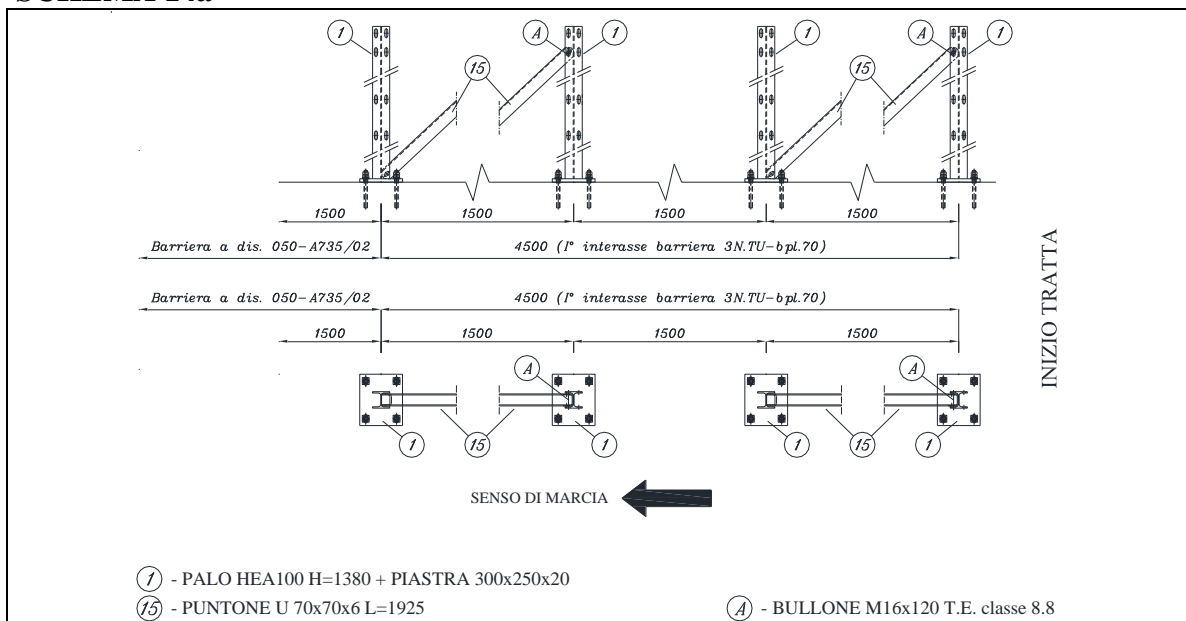 1 A 1 1 A 1
15 15
1500 1500 1500 1500
Barriera a dis. 050-A735/02 4500 (I° interasse barriera 3N.TU-bpl.70)
Barriera a dis. 050-A735/02 4500 (I° interasse barriera 3N.TU-bpl.70)
1500 1500 1500 1500
INIZIO TRATTA
A A
1 15 1 1 15 1
SENSO DI MARCIA
1 - PALO HEA100 H=1380 + PIASTRA 300x250x20
15 - PUNTONE U 70x70x6 L=1925
A - BULLONE M16x120 T.E. classe 8.8